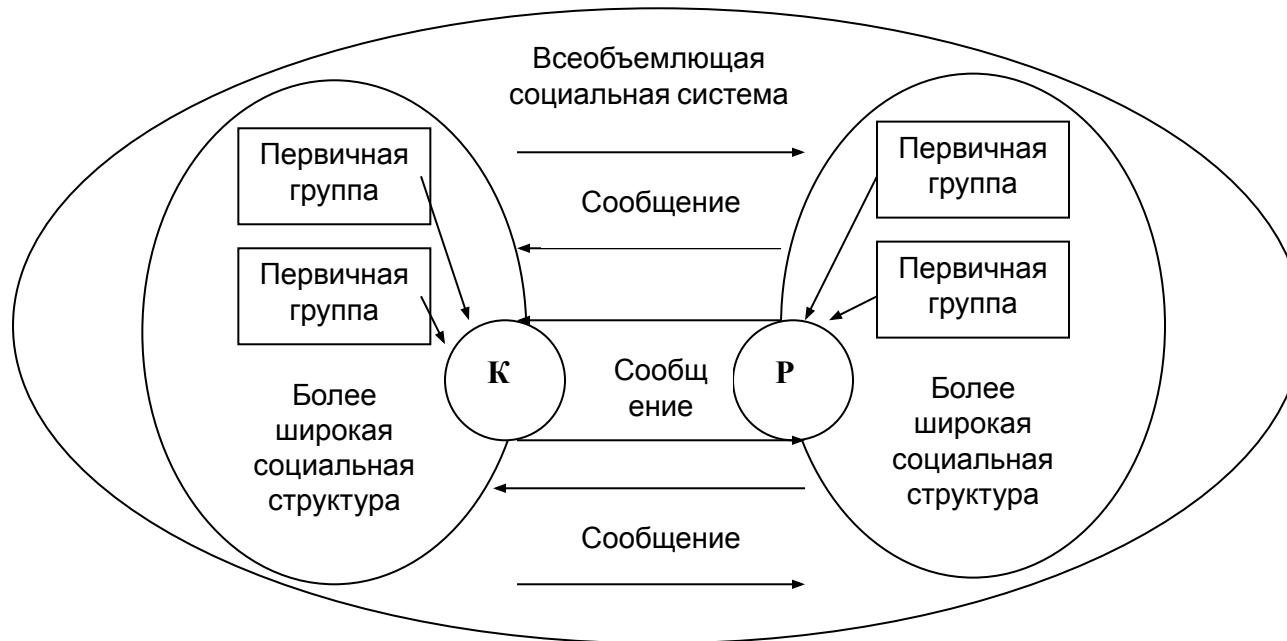 Всеобъемлющая
социальная система
Первичная
группа
Первичная
группа
Сообщение
Первичная
группа
Первичная
группа
К
Сообщ
ение
Р
Более
широкая
социальная
структура
Более
широкая
социальная
структура
Сообщение